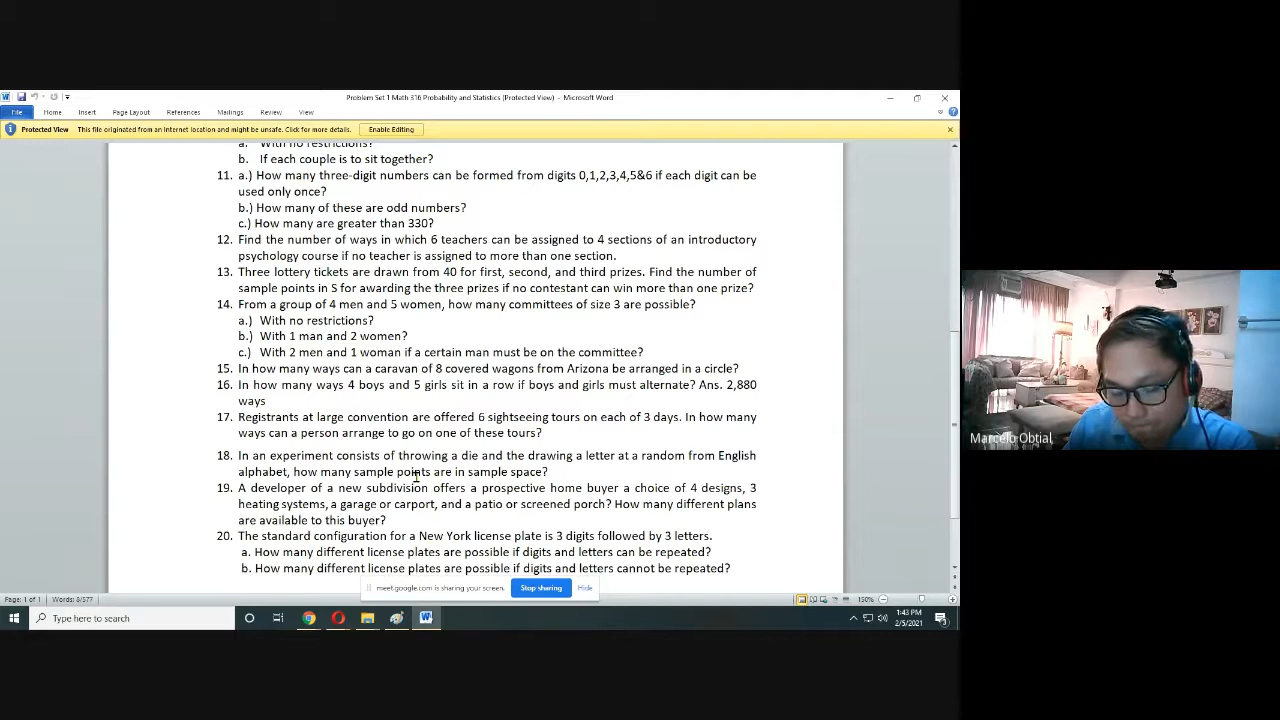 Problem Set 1 Math 316 Probability and Statistics (Protected View) - Microsoft Word
File Home Insert Page Layout References Mailings Review View
Protected View This file originated from an Internet location and might be unsafe. Click for more details. Enable Editing
a. With no restrictions?
b. If each couple is to sit together?
11. a.) How many three-digit numbers can be formed from digits 0,1,2,3,4,5&6 if each digit can be
used only once?
b.) How many of these are odd numbers?
c.) How many are greater than 330?
12. Find the number of ways in which 6 teachers can be assigned to 4 sections of an introductory
psychology course if no teacher is assigned to more than one section.
13. Three lottery tickets are drawn from 40 for first, second, and third prizes. Find the number of
sample points in S for awarding the three prizes if no contestant can win more than one prize?
14. From a group of 4 men and 5 women, how many committees of size 3 are possible?
a.) With no restrictions?
b.) With 1 man and 2 women?
c.) With 2 men and 1 woman if a certain man must be on the committee?
15. In how many ways can a caravan of 8 covered wagons from Arizona be arranged in a circle?
16. In how many ways 4 boys and 5 girls sit in a row if boys and girls must alternate? Ans. 2,880
ways
17. Registrants at large convention are offered 6 sightseeing tours on each of 3 days. In how many
ways can a person arrange to go on one of these tours?
18. In an experiment consists of throwing a die and the drawing a letter at a random from English
alphabet, how many sample points are in sample space?
19. A developer of a new subdivision offers a prospective home buyer a choice of 4 designs, 3
heating systems, a garage or carport, and a patio or screened porch? How many different plans
are available to this buyer?
20. The standard configuration for a New York license plate is 3 digits followed by 3 letters.
a. How many different license plates are possible if digits and letters can be repeated?
b. How many different license plates are possible if digits and letters cannot be repeated?
meet.google.com is sharing your screen. Stop sharing Hide
Page: 1 of 1 Words: 8/577 150%
Type here to search
1:43 PM
2/5/2021
Marcelo Obtial